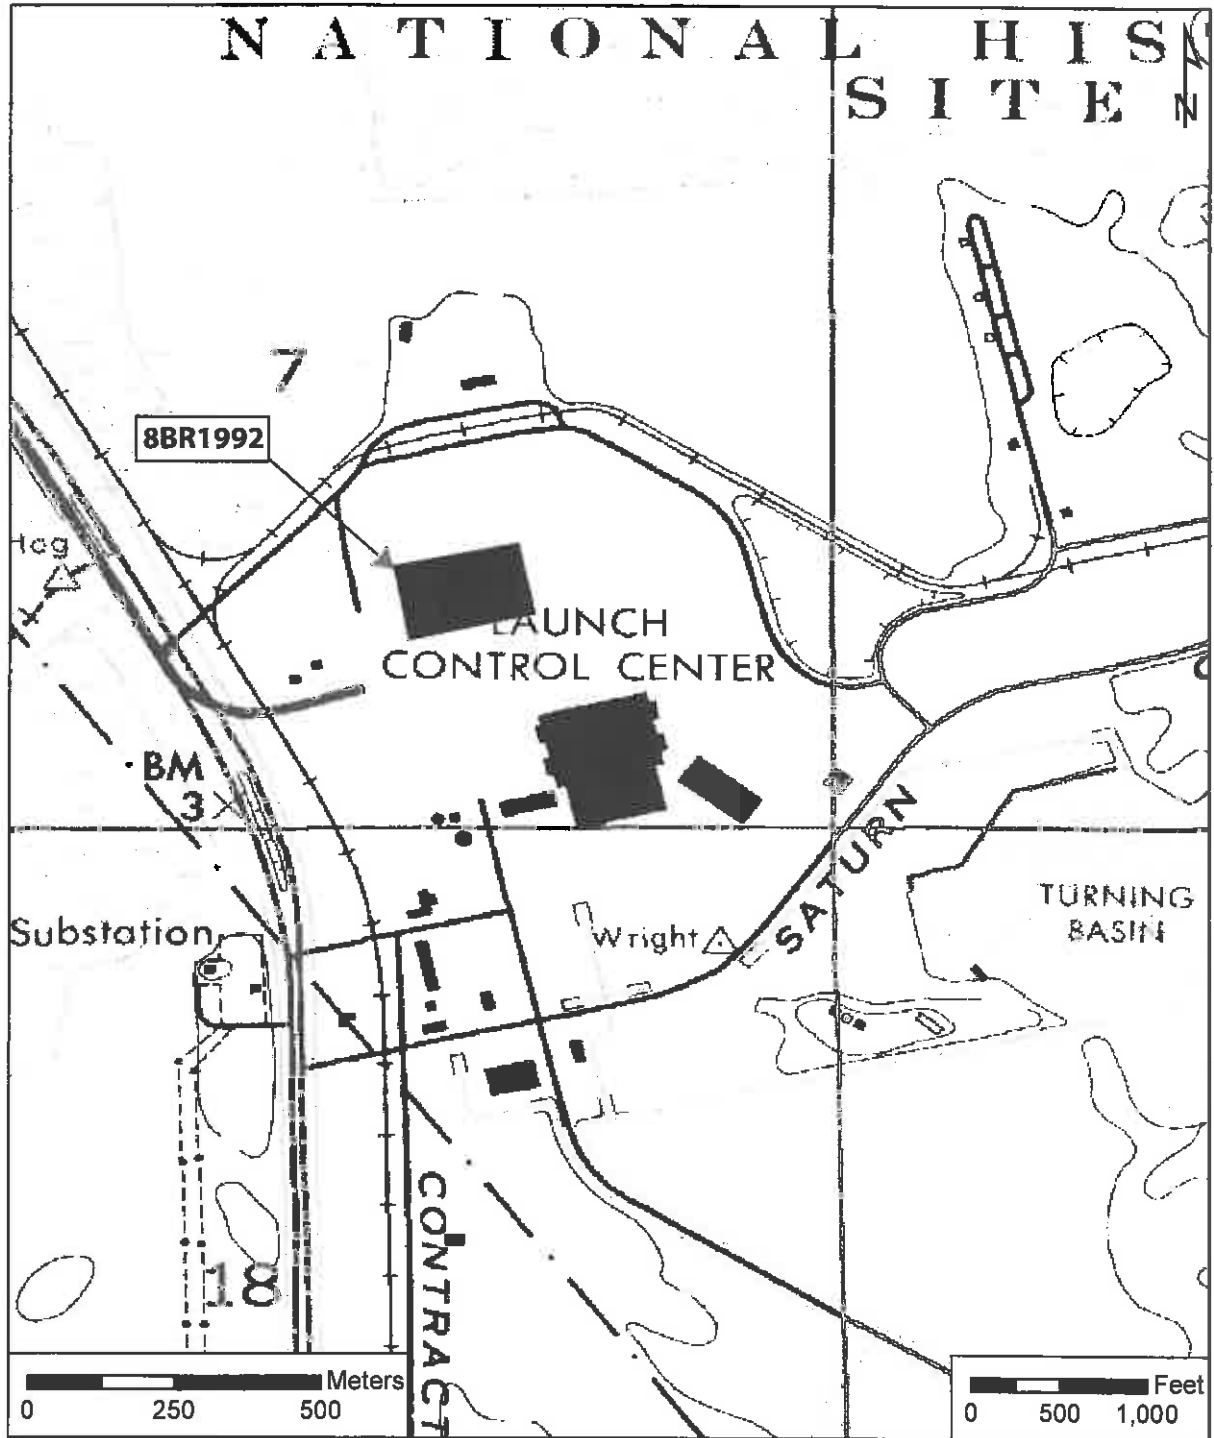 NATIONAL HIS
SITE
N
7
8BR1992
Hog
LAUNCH
CONTROL CENTER
BM
3
SATURN
TURNING
BASIN
Substation
Wright
CONTRACT
18
Meters
0 250 500
Feet
0 500 1,000